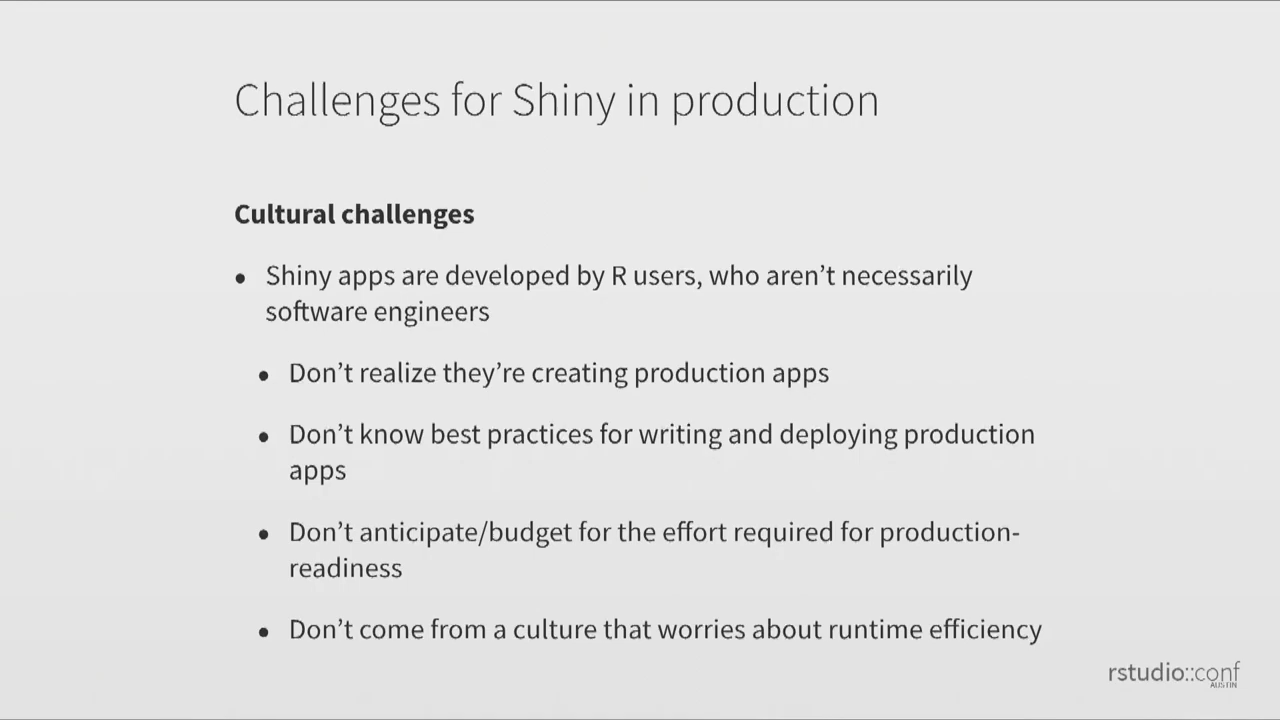 Challenges for Shiny in production
Cultural challenges
• Shiny apps are developed by R users, who aren’t necessarily
software engineers
• Don’t realize they’re creating production apps
• Don’t know best practices for writing and deploying production
apps
• Don’t anticipate/budget for the effort required for production-
readiness
• Don’t come from a culture that worries about runtime efficiency
rstudio::conf
AUSTIN